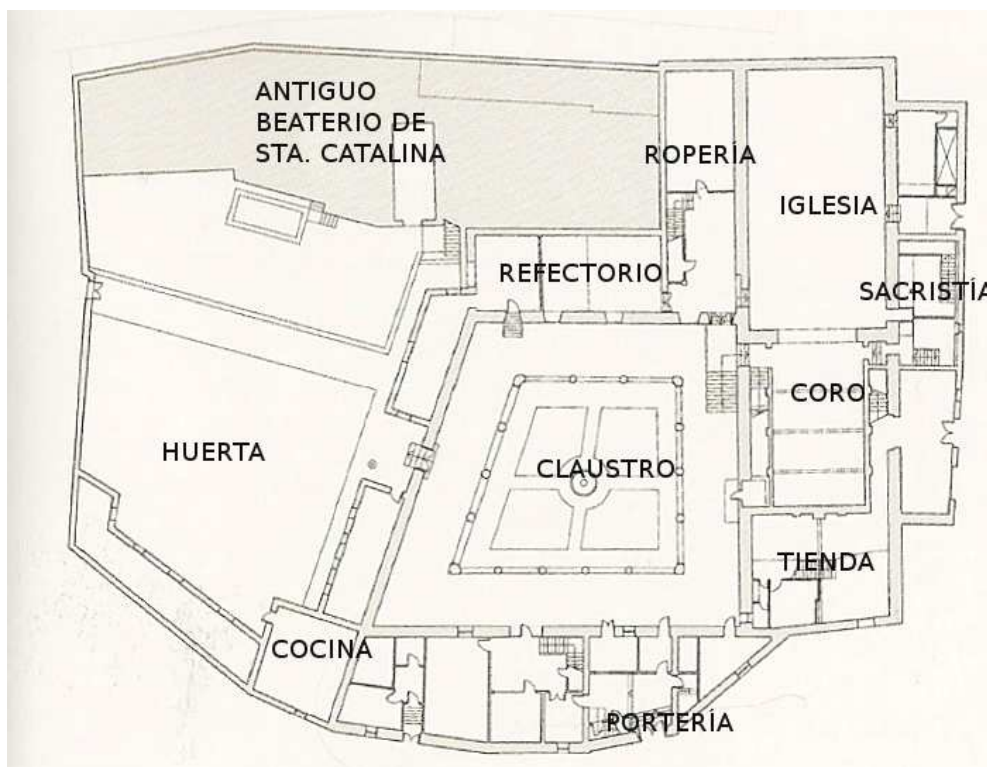 ANTIGUO
BEATERIO DE
STA. CATALINA
ROPERÍA
IGLESIA
REFECTORIO
SACRISTÍA
CORO
HUERTA
CLAUSTRO
TIENDA
COCINA
PORTERÍA